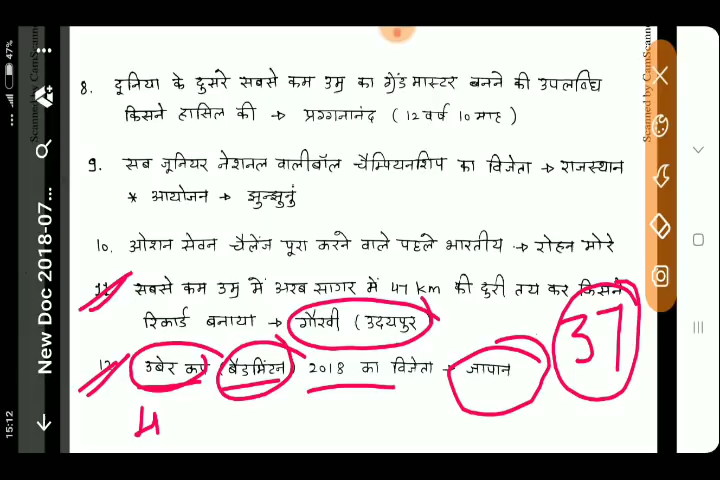 8. दूनिया के दुसरे सबसे कम उम्र का ग्रेंड मास्टर बनने की उपलब्धि
किसने हासिल की → प्रग्गनानंद (12 वर्ष 10 माह)
9. सब जूनियर नेशनल वालीबॉल चैम्पियनशिप का विजेता → राजस्थान
* आयोजन → झुन्झुनुं
10. ओशन सेवन चैलेंज पूरा करने वाले पहले भारतीय → रोहन मोरे
11. सबसे कम उम्र में अरब सागर में 47 km की दुरी तय कर किसने
रिकार्ड बनाया → गौरवी (उदयपुर)
12. उबेर कप (बैडमिंटन) 2018 का विजेता - जापान
37
4
New Doc 2018-07...
47%
15:12
Scanned by CamScanner
Scanned by CamScanner